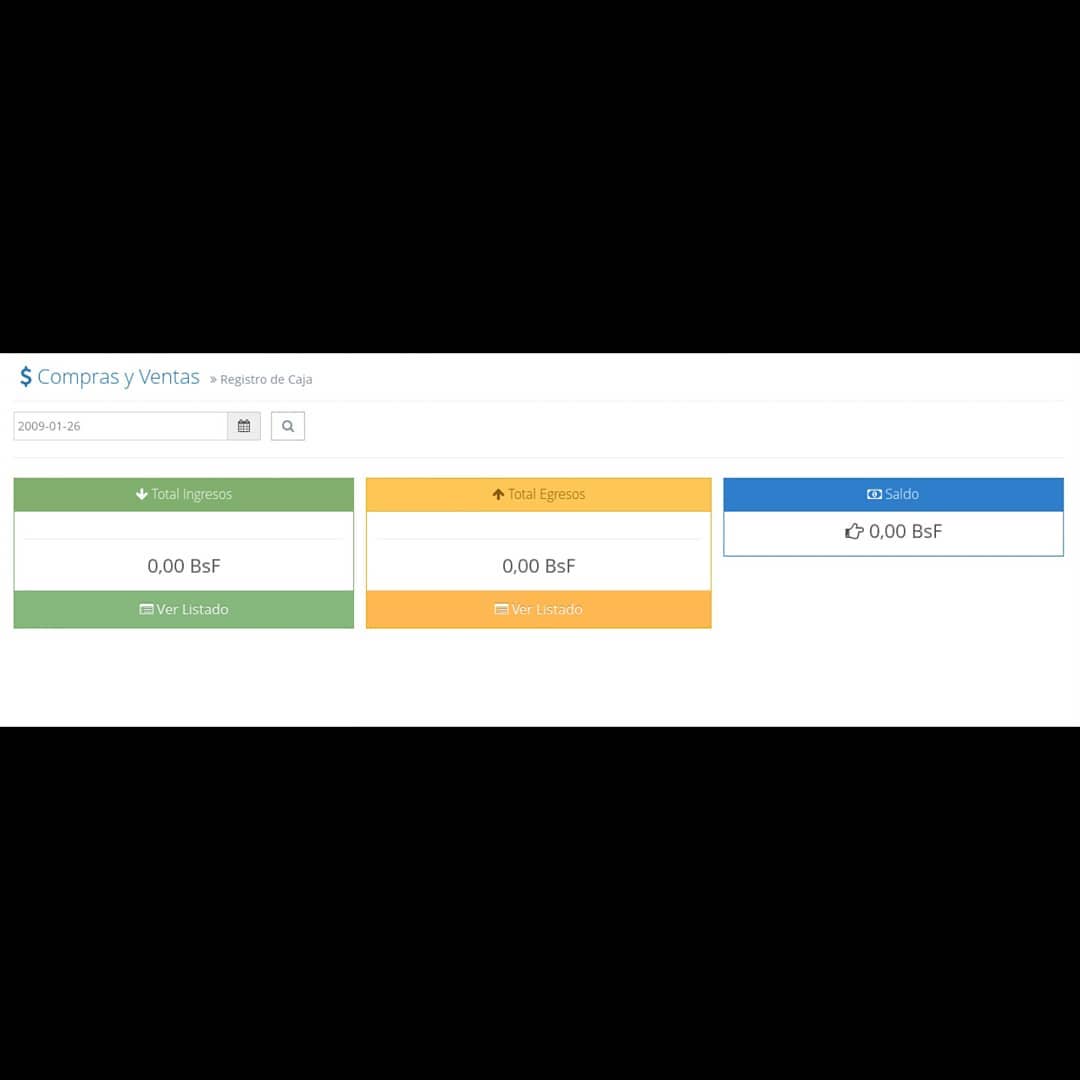 Compras y Ventas » Registro de Caja
2009-01-26
Total Ingresos
0,00 BsF
Ver Listado
Total Egresos
0,00 BsF
Ver Listado
Saldo
0,00 BsF